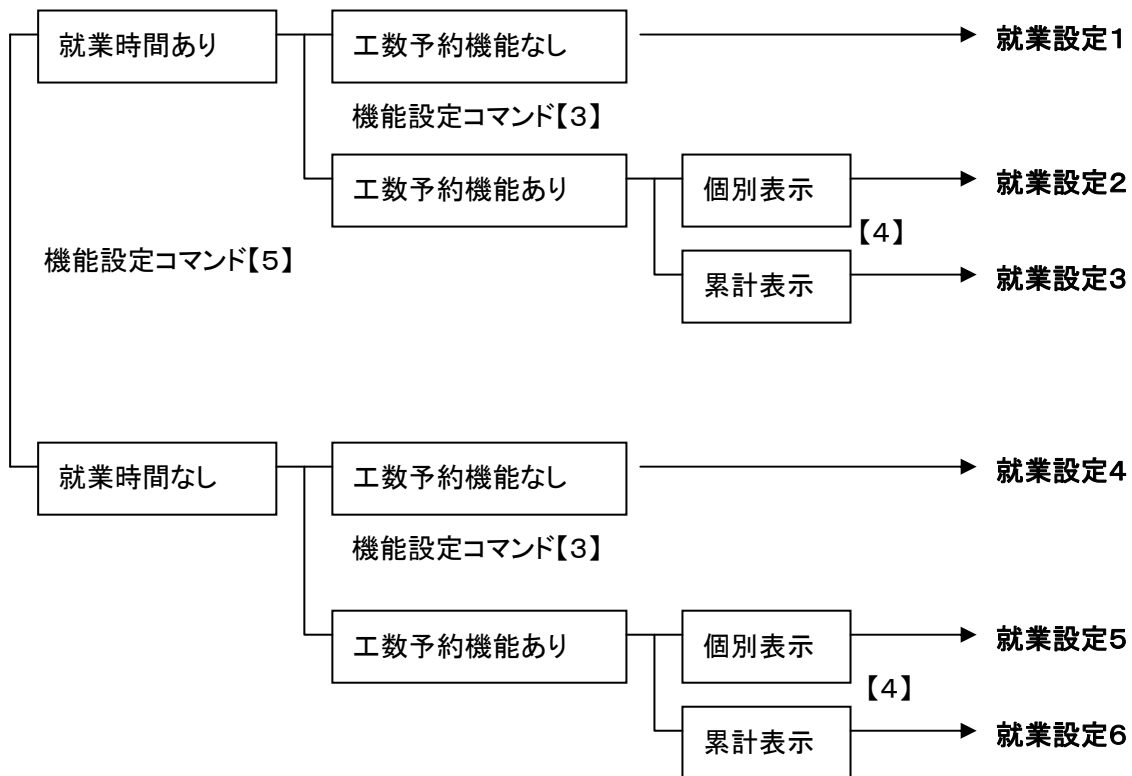 就業時間あり 工数予約機能なし 就業設定1
機能設定コマンド【3】
工数予約機能あり 個別表示 就業設定2
【4】
機能設定コマンド【5】
累計表示 就業設定3
就業時間なし 工数予約機能なし 就業設定4
機能設定コマンド【3】
工数予約機能あり 個別表示 就業設定5
【4】
累計表示 就業設定6